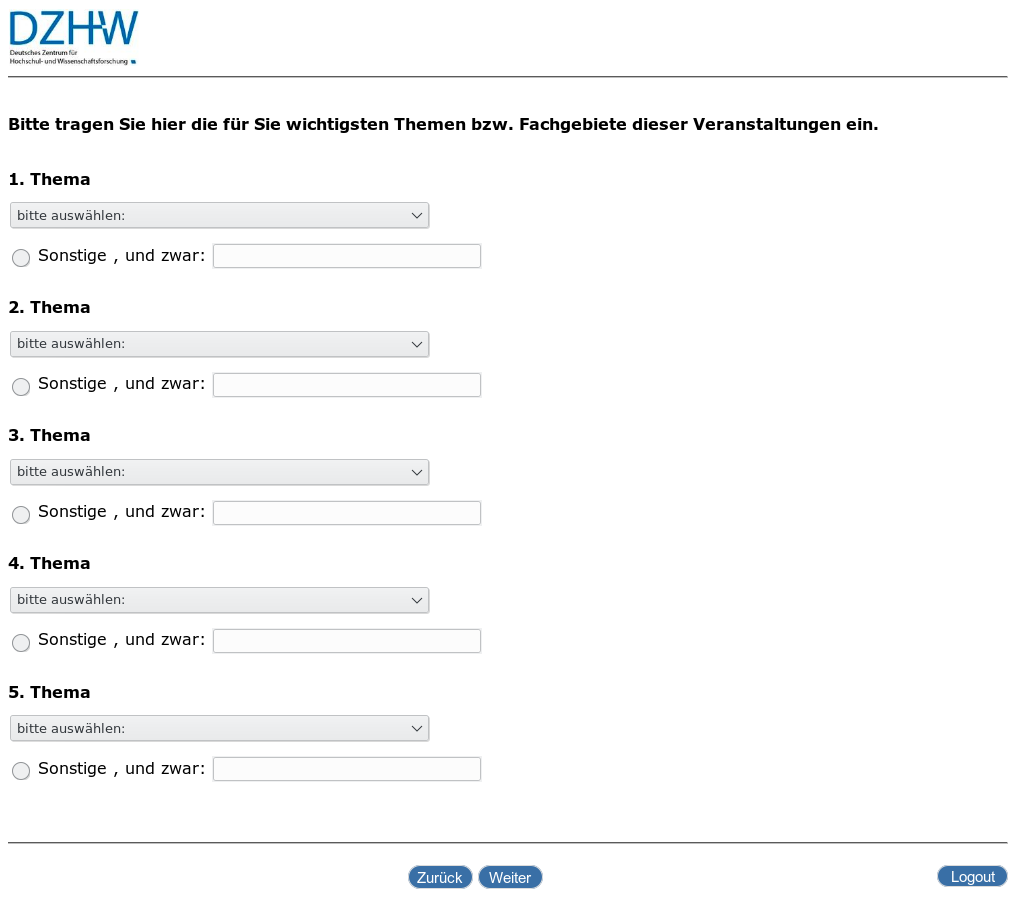 DZHW
Deutsches Zentrum für
Hochschul- und Wissenschaftsforschung
Bitte tragen Sie hier die für Sie wichtigsten Themen bzw. Fachgebiete dieser Veranstaltungen ein.
1. Thema
bitte auswählen:
Sonstige , und zwar:
2. Thema
bitte auswählen:
Sonstige , und zwar:
3. Thema
bitte auswählen:
Sonstige , und zwar:
4. Thema
bitte auswählen:
Sonstige , und zwar:
5. Thema
bitte auswählen:
Sonstige , und zwar:
Zurück Weiter Logout